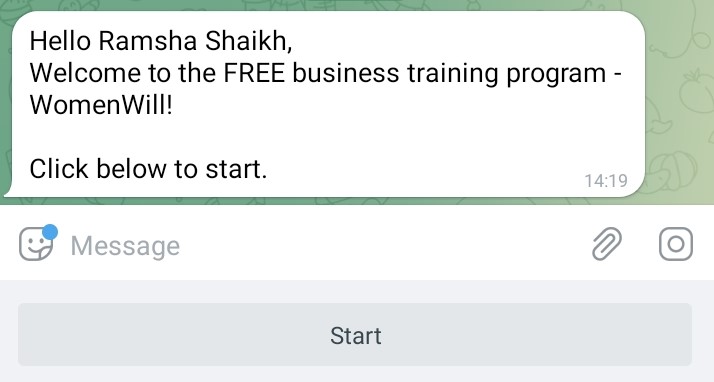 Hello Ramsha Shaikh,
Welcome to the FREE business training program -
WomenWill!
Click below to start.
14:19
Message
Start